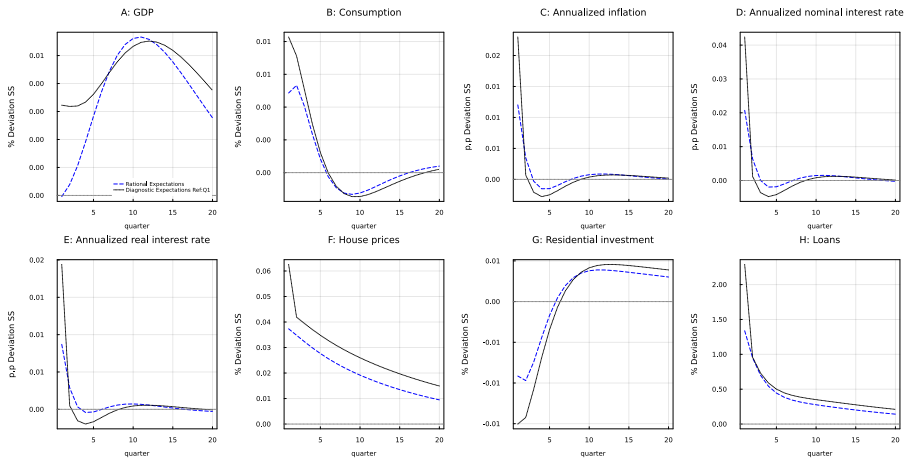 A: GDP
% Deviation SS
0.01
0.00
0.00
0.00
0.00
0.00
Rational Expectations
Diagnostic Expectations Ref:Q1
5
10
15
20
quarter
B: Consumption
% Deviation SS
0.01
0.01
0.00
0.00
0.00
5
10
15
20
quarter
C: Annualized inflation
p,p Deviation SS
0.02
0.01
0.01
0.00
5
10
15
20
quarter
D: Annualized nominal interest rate
p,p Deviation SS
0.04
0.03
0.02
0.01
0.00
5
10
15
20
quarter
E: Annualized real interest rate
p,p Deviation SS
0.02
0.01
0.01
0.01
0.00
5
10
15
20
quarter
F: House prices
% Deviation SS
0.06
0.05
0.04
0.03
0.02
0.01
0.00
5
10
15
20
quarter
G: Residential investment
% Deviation SS
0.01
0.00
-0.01
-0.01
-0.01
5
10
15
20
quarter
H: Loans
% Deviation SS
2.00
1.50
1.00
0.50
0.00
5
10
15
20
quarter